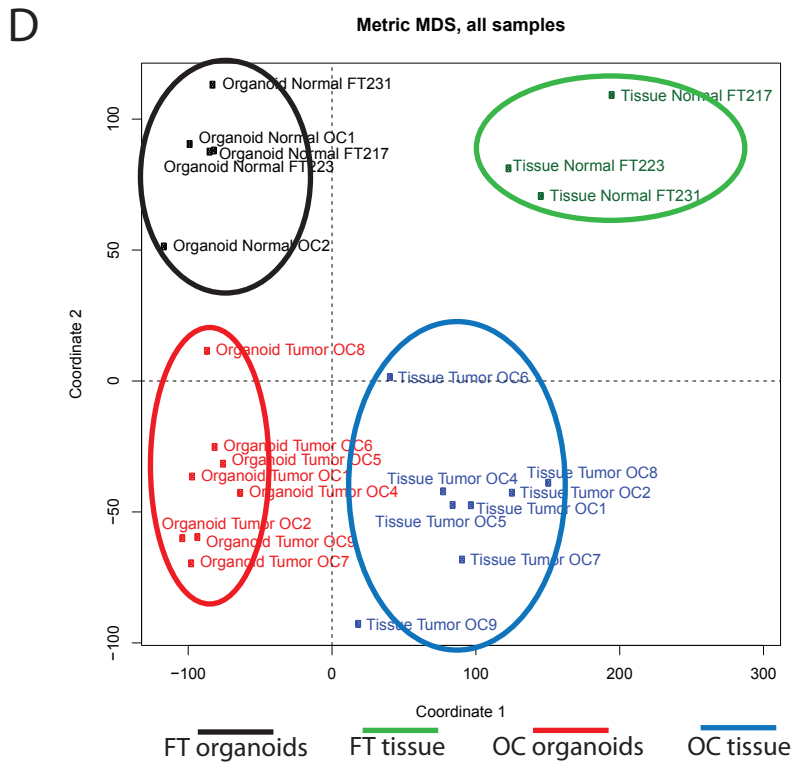 D
Metric MDS, all samples
Organoid Normal FT231
Tissue Normal FT217
100
Organoid Normal OC1
Organoid Normal FT217
Organoid Normal FT223
Tissue Normal FT223
Tissue Normal FT231
50
Organoid Normal OC2
Organoid Tumor OC8
Coordinate 2
0
Tissue Tumor OC6
Organoid Tumor OC6
Organoid Tumor OC5
Organoid Tumor OC1
Organoid Tumor OC4
Tissue Tumor OC4
Tissue Tumor OC8
Tissue Tumor OC2
Tissue Tumor OC1
Tissue Tumor OC5
−50
Organoid Tumor OC2
Organoid Tumor OC9
Organoid Tumor OC7
Tissue Tumor OC7
Tissue Tumor OC9
−100
−100 0 100 200 300
Coordinate 1
FT organoids FT tissue OC organoids OC tissue